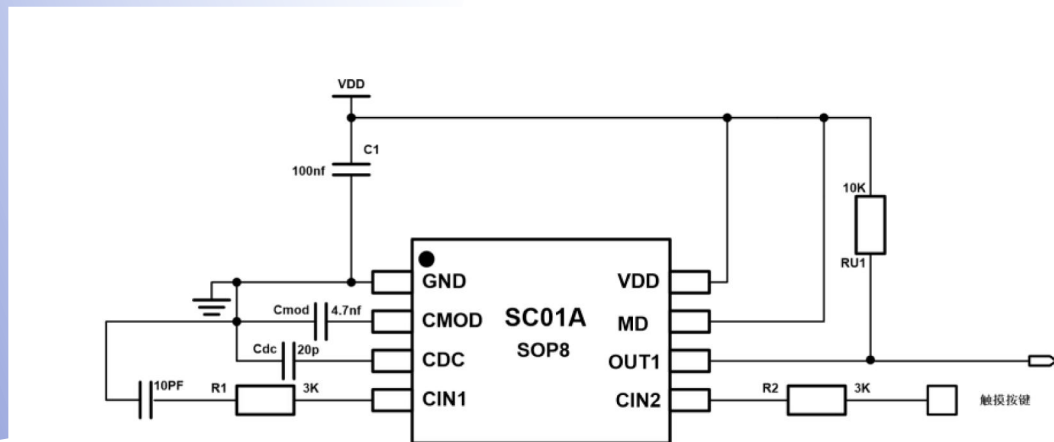 VDD
C1
100nf
10K
RU1
GND
VDD
Cmod
4.7nf
CMOD
SC01A
MD
SOP8
Cdc
20p
CDC
OUT1
10PF
R1
3K
CIN1
CIN2
R2
3K
触摸按键